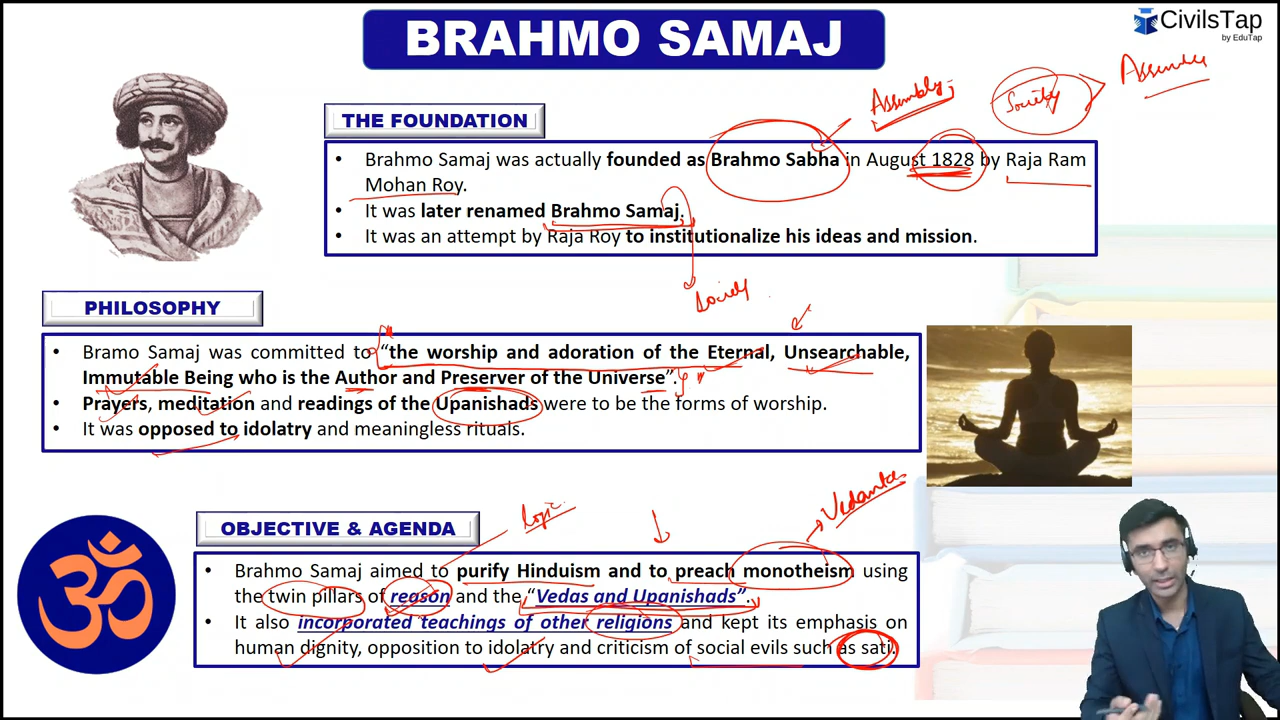 BRAHMO SAMAJ
CivilsTap
by EduTap
Assembly
Society
THE FOUNDATION
• Brahmo Samaj was actually founded as Brahmo Sabha in August 1828 by Raja Ram
Mohan Roy.
• It was later renamed Brahmo Samaj.
• It was an attempt by Raja Roy to institutionalize his ideas and mission.
Society
PHILOSOPHY
• Bramo Samaj was committed to “the worship and adoration of the Eternal, Unsearchable,
Immutable Being who is the Author and Preserver of the Universe”.
• Prayers, meditation and readings of the Upanishads were to be the forms of worship.
• It was opposed to idolatry and meaningless rituals.
Vedanta
Logic
OBJECTIVE & AGENDA
• Brahmo Samaj aimed to purify Hinduism and to preach monotheism using
the twin pillars of reason and the “Vedas and Upanishads”.
• It also incorporated teachings of other religions and kept its emphasis on
human dignity, opposition to idolatry and criticism of social evils such as sati.
ॐ